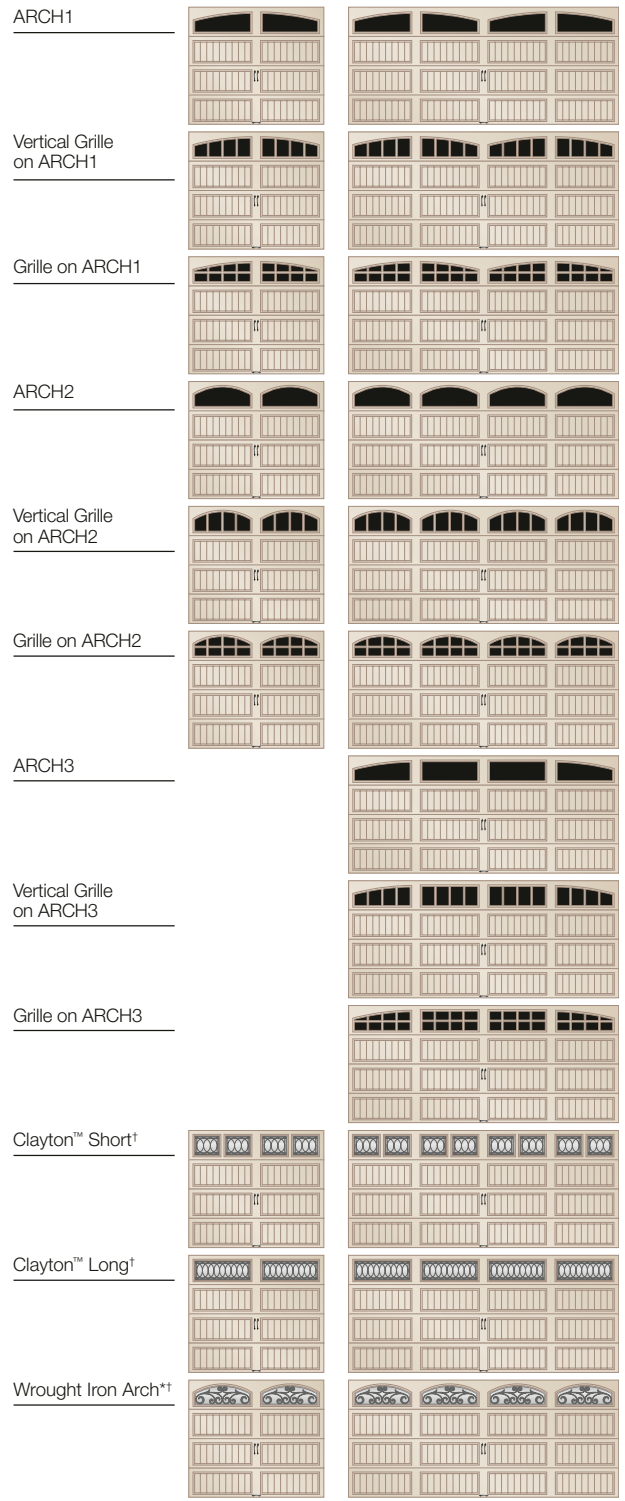 ARCH1
Vertical Grille
on ARCH1
Grille on ARCH1
ARCH2
Vertical Grille
on ARCH2
Grille on ARCH2
ARCH3
Vertical Grille
on ARCH3
Grille on ARCH3
Clayton™ Short†
Clayton™ Long†
Wrought Iron Arch*†